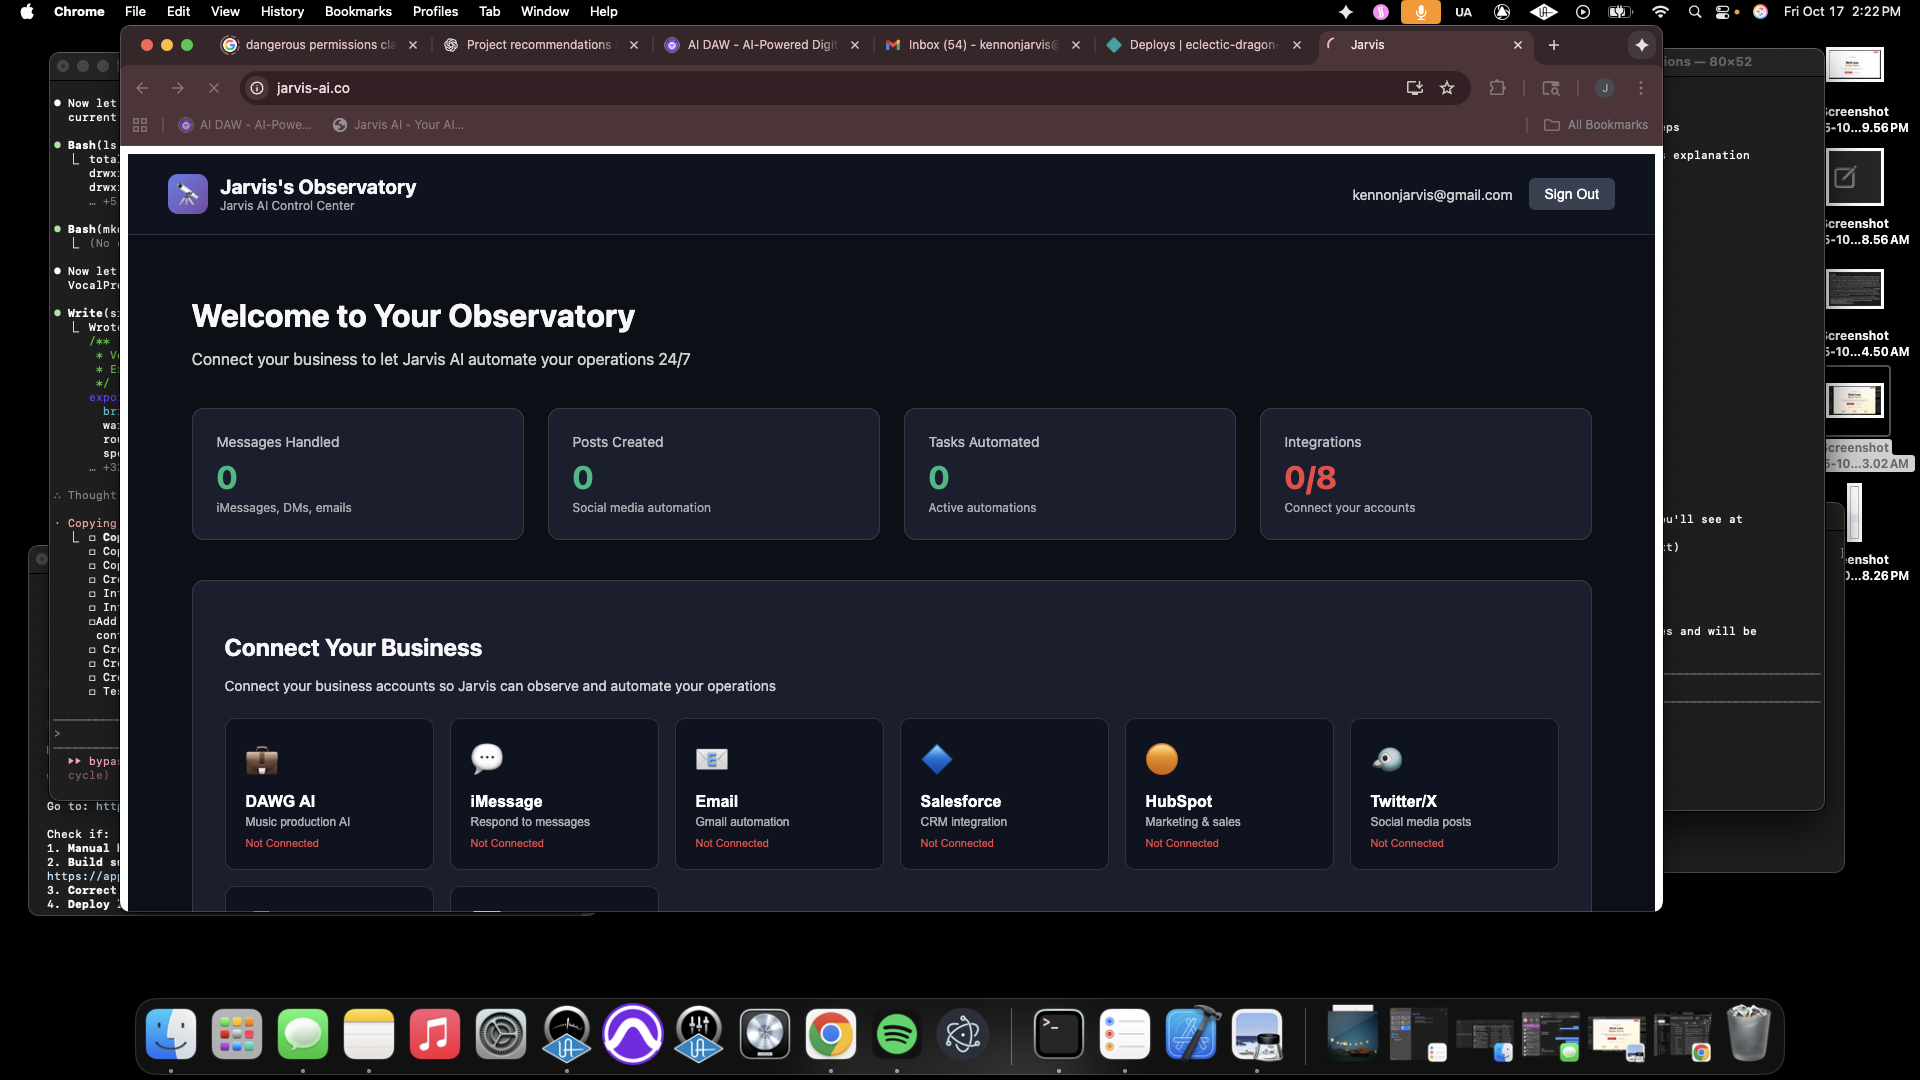 Chrome File Edit View History Bookmarks Profiles Tab Window Help
UA
Fri Oct 17 2:22 PM
dangerous permissions cla
Project recommendations
AI DAW - AI-Powered Digit
Inbox (54) - kennonjarvis@
Deploys | eclectic-dragon-
Jarvis
jarvis-ai.co
J
AI DAW - AI-Powe...
Jarvis AI - Your AI...
All Bookmarks
Jarvis's Observatory
Jarvis AI Control Center
kennonjarvis@gmail.com
Sign Out
Welcome to Your Observatory
Connect your business to let Jarvis AI automate your operations 24/7
Messages Handled
0
iMessages, DMs, emails
Posts Created
0
Social media automation
Tasks Automated
0
Active automations
Integrations
0/8
Connect your accounts
Connect Your Business
Connect your business accounts so Jarvis can observe and automate your operations
DAWG AI
Music production AI
Not Connected
iMessage
Respond to messages
Not Connected
Email
Gmail automation
Not Connected
Salesforce
CRM integration
Not Connected
HubSpot
Marketing & sales
Not Connected
Twitter/X
Social media posts
Not Connected
Now let
current
Bash(ls
tota
drwx
drwx
… +5
Bash(mk
(No
Now let
VocalPr
Write(s
Wrote
/**
* V
* E
*/
expo
br
wa
ro
sp
… +3
Thought
Copying
Co
Co
Co
Cr
In
In
Add
con
Cr
Cr
Cr
Te
>
bypa
cycle)
Go to: http
Check if:
1. Manual
2. Build su
https://app
3. Correct
4. Deploy
ions — 80×52
eps
s explanation
ou'll see at
xt)
es and will be
Screenshot
5-10...9.56 PM
Screenshot
5-10...8.56 AM
Screenshot
5-10...4.50 AM
Screenshot
5-10...3.02 AM
enshot
...8.26 PM